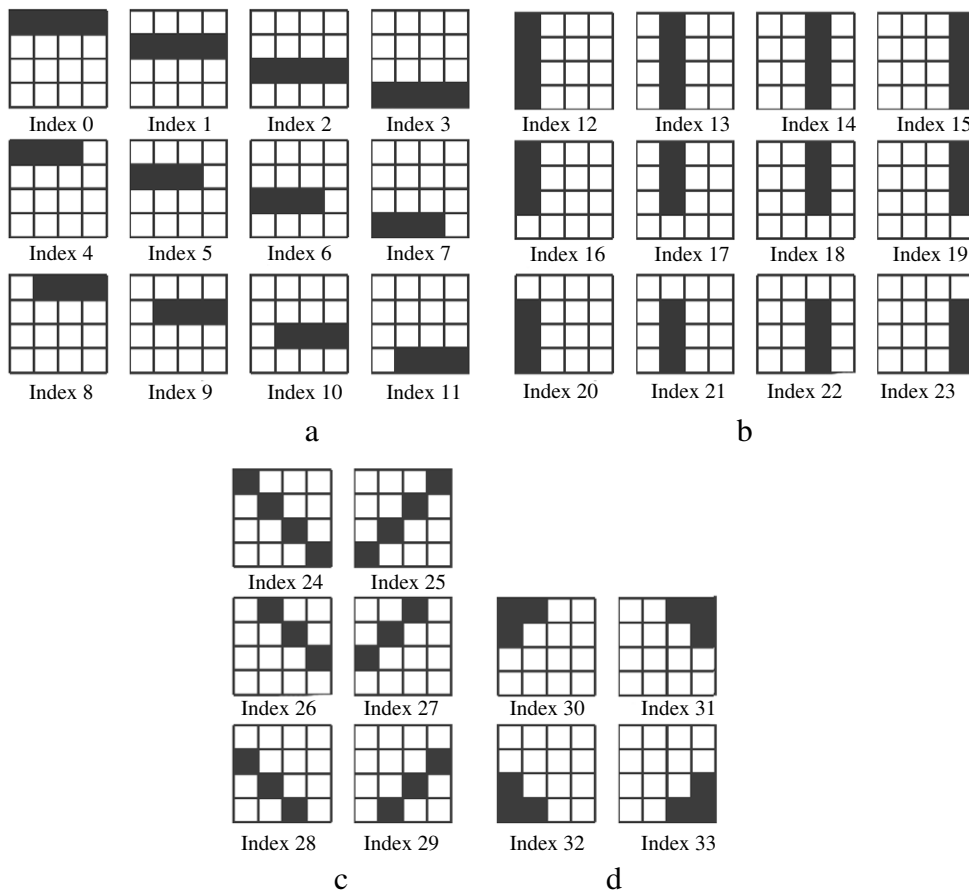 Index 0 Index 1 Index 2 Index 3
Index 4 Index 5 Index 6 Index 7
Index 8 Index 9 Index 10 Index 11
a
Index 12 Index 13 Index 14 Index 15
Index 16 Index 17 Index 18 Index 19
Index 20 Index 21 Index 22 Index 23
b
Index 24 Index 25
Index 26 Index 27
Index 28 Index 29
c
Index 30 Index 31
Index 32 Index 33
d